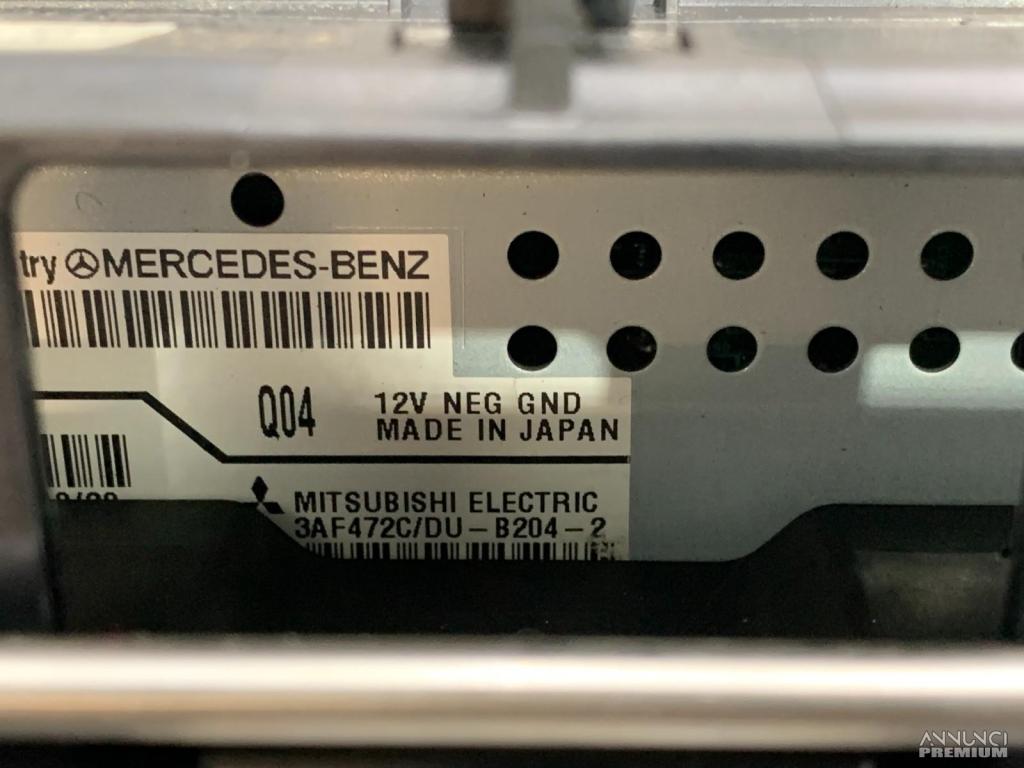 try MERCEDES-BENZ
Q04
12V NEG GND
MADE IN JAPAN
MITSUBISHI ELECTRIC
3AF472C/DU-B204-2
ANNUNCI
PREMIUM